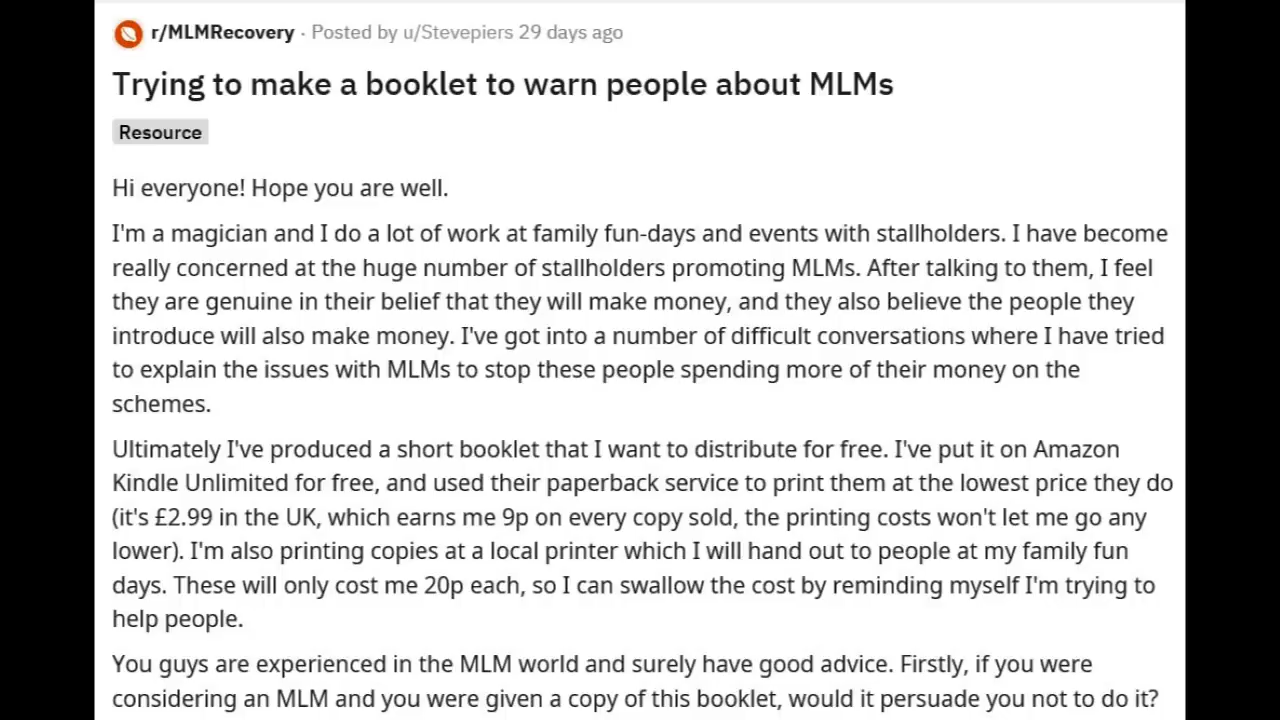 r/MLMRecovery · Posted by u/Stevepiers 29 days ago
Trying to make a booklet to warn people about MLMs
Resource
Hi everyone! Hope you are well.
I'm a magician and I do a lot of work at family fun-days and events with stallholders. I have become
really concerned at the huge number of stallholders promoting MLMs. After talking to them, I feel
they are genuine in their belief that they will make money, and they also believe the people they
introduce will also make money. I've got into a number of difficult conversations where I have tried
to explain the issues with MLMs to stop these people spending more of their money on the
schemes.
Ultimately I've produced a short booklet that I want to distribute for free. I've put it on Amazon
Kindle Unlimited for free, and used their paperback service to print them at the lowest price they do
(it's £2.99 in the UK, which earns me 9p on every copy sold, the printing costs won't let me go any
lower). I'm also printing copies at a local printer which I will hand out to people at my family fun
days. These will only cost me 20p each, so I can swallow the cost by reminding myself I'm trying to
help people.
You guys are experienced in the MLM world and surely have good advice. Firstly, if you were
considering an MLM and you were given a copy of this booklet, would it persuade you not to do it?